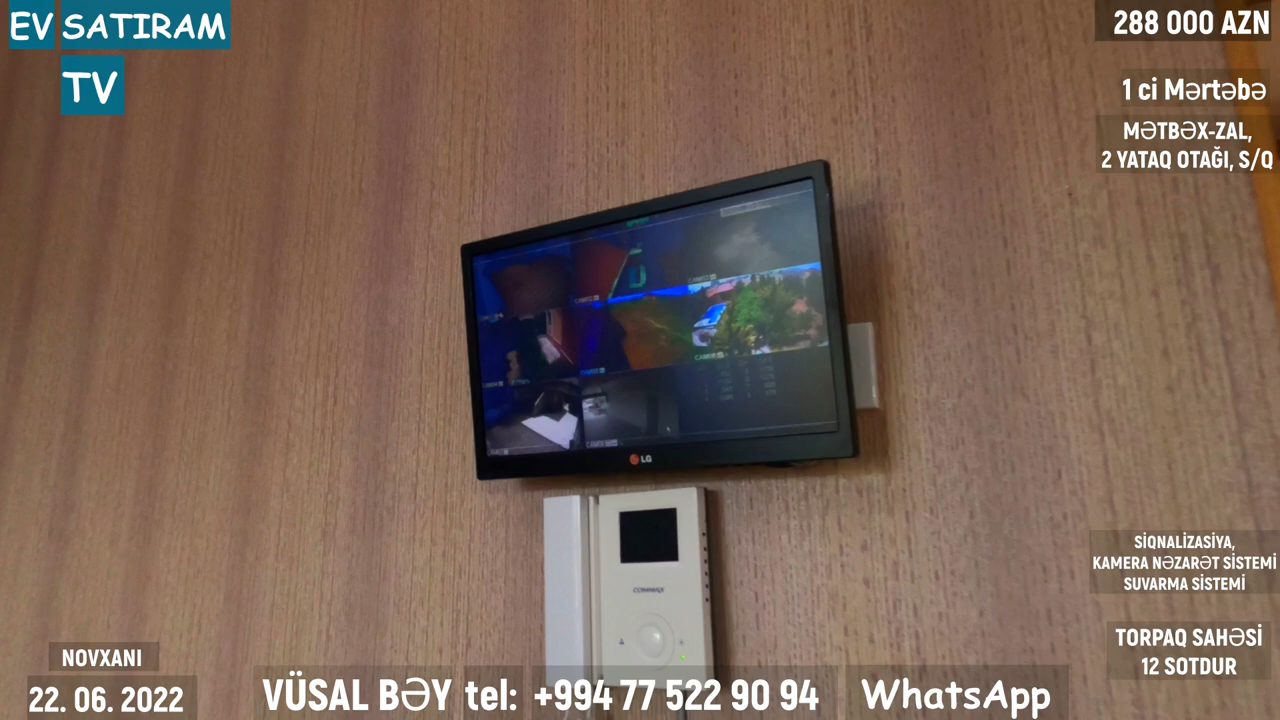 EV SATIRAM
TV
288 000 AZN
1 ci Mərtəbə
MƏTBƏX-ZAL,
2 YATAQ OTAĞI, S/Q
LG
COMMAX
SİQNALİZASİYA,
KAMERA NƏZARƏT SİSTEMİ
SUVARMA SİSTEMİ
TORPAQ SAHƏSİ
12 SOTDUR
NOVXANI
22. 06. 2022
VÜSAL BƏY tel: +994 77 522 90 94 WhatsApp